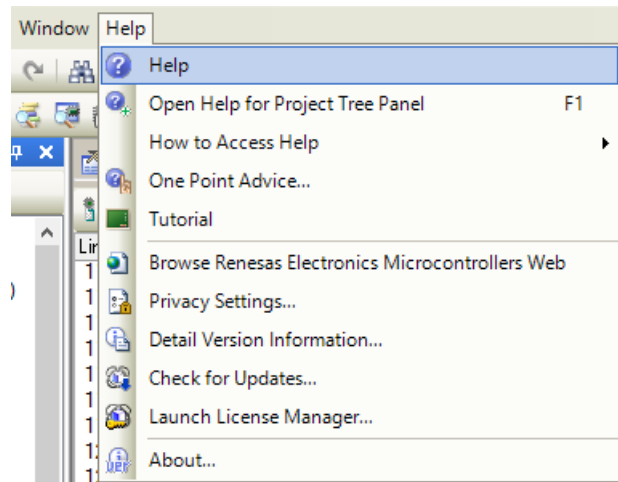 Window Help
Help
Open Help for Project Tree Panel F1
How to Access Help
One Point Advice...
Tutorial
Browse Renesas Electronics Microcontrollers Web
Privacy Settings...
Detail Version Information...
Check for Updates...
Launch License Manager...
About...